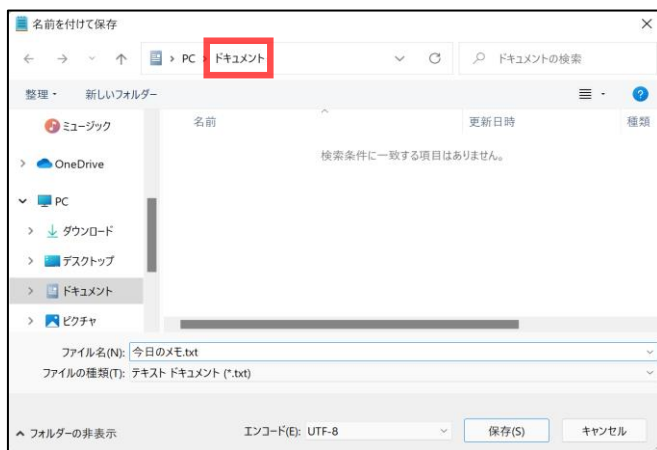 名前を付けて保存
PC › ドキュメント
ドキュメントの検索
整理 新しいフォルダー
名前 更新日時 種類
検索条件に一致する項目はありません。
ミュージック
OneDrive
PC
ダウンロード
デスクトップ
ドキュメント
ピクチャ
ファイル名(N): 今日のメモ.txt
ファイルの種類(T): テキスト ドキュメント (*.txt)
フォルダーの非表示 エンコード(E): UTF-8 保存(S) キャンセル